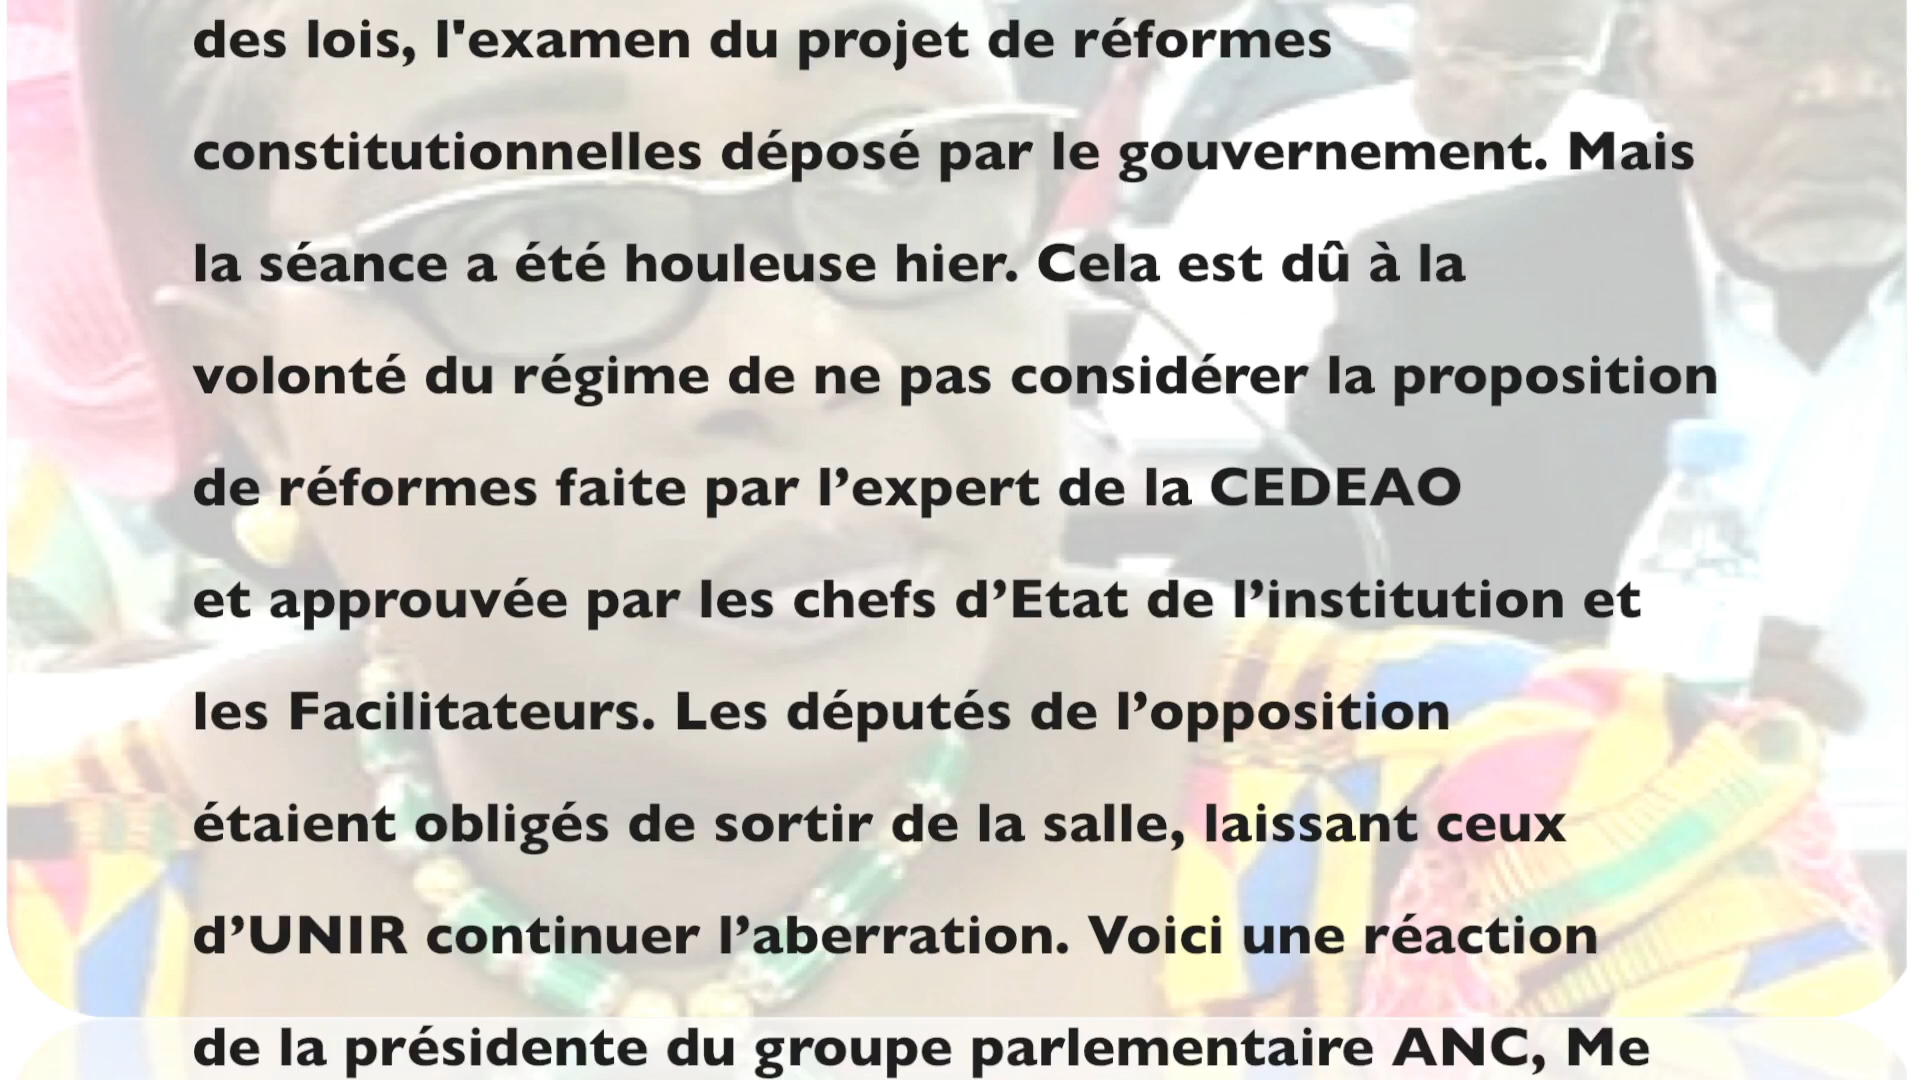 des lois, l'examen du projet de réformes
constitutionnelles déposé par le gouvernement. Mais
la séance a été houleuse hier. Cela est dû à la
volonté du régime de ne pas considérer la proposition
de réformes faite par l’expert de la CEDEAO
et approuvée par les chefs d’Etat de l’institution et
les Facilitateurs. Les députés de l’opposition
étaient obligés de sortir de la salle, laissant ceux
d’UNIR continuer l’aberration. Voici une réaction
de la présidente du groupe parlementaire ANC, Me